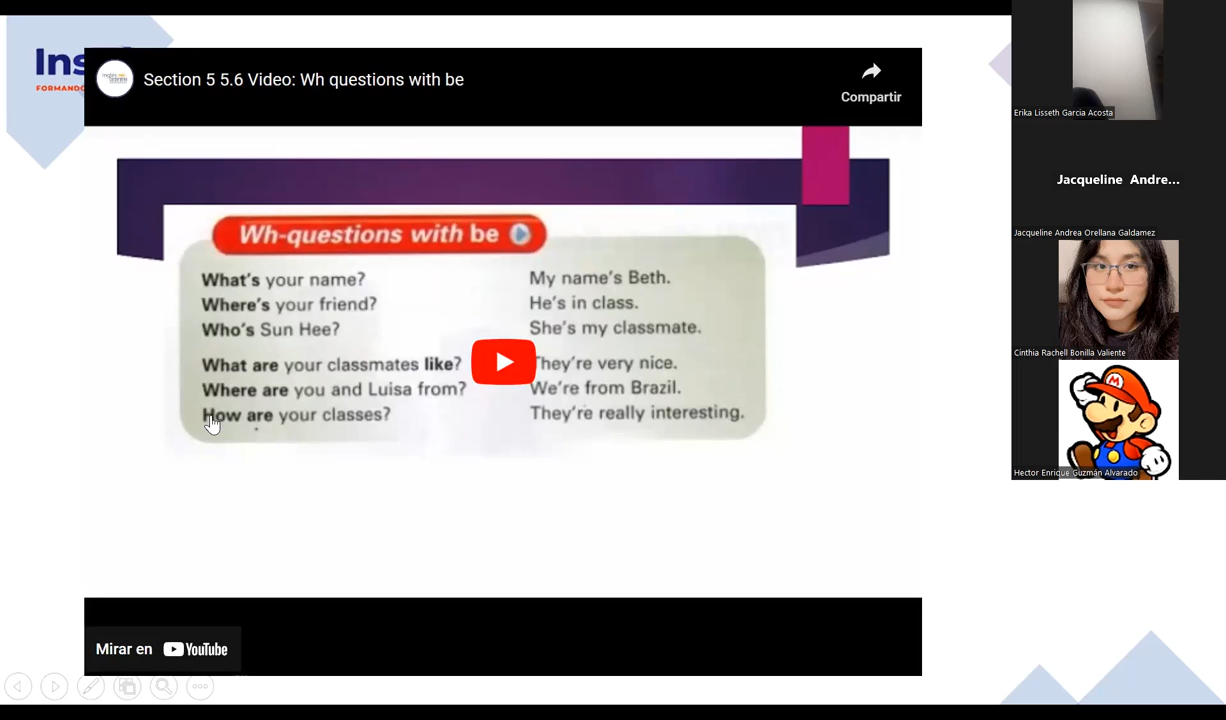 Ins
FORMANDO
Section 5 5.6 Video: Wh questions with be
Compartir
Wh-questions with be
What's your name? My name's Beth.
Where's your friend? He's in class.
Who's Sun Hee? She's my classmate.
What are your classmates like? They're very nice.
Where are you and Luisa from? We're from Brazil.
How are your classes? They're really interesting.
Mirar en YouTube
Erika Lisseth Garcia Acosta
Jacqueline Andre...
Jacqueline Andrea Orellana Galdamez
Cinthia Rachell Bonilla Valiente
M
Hector Enrique Guzmán Alvarado